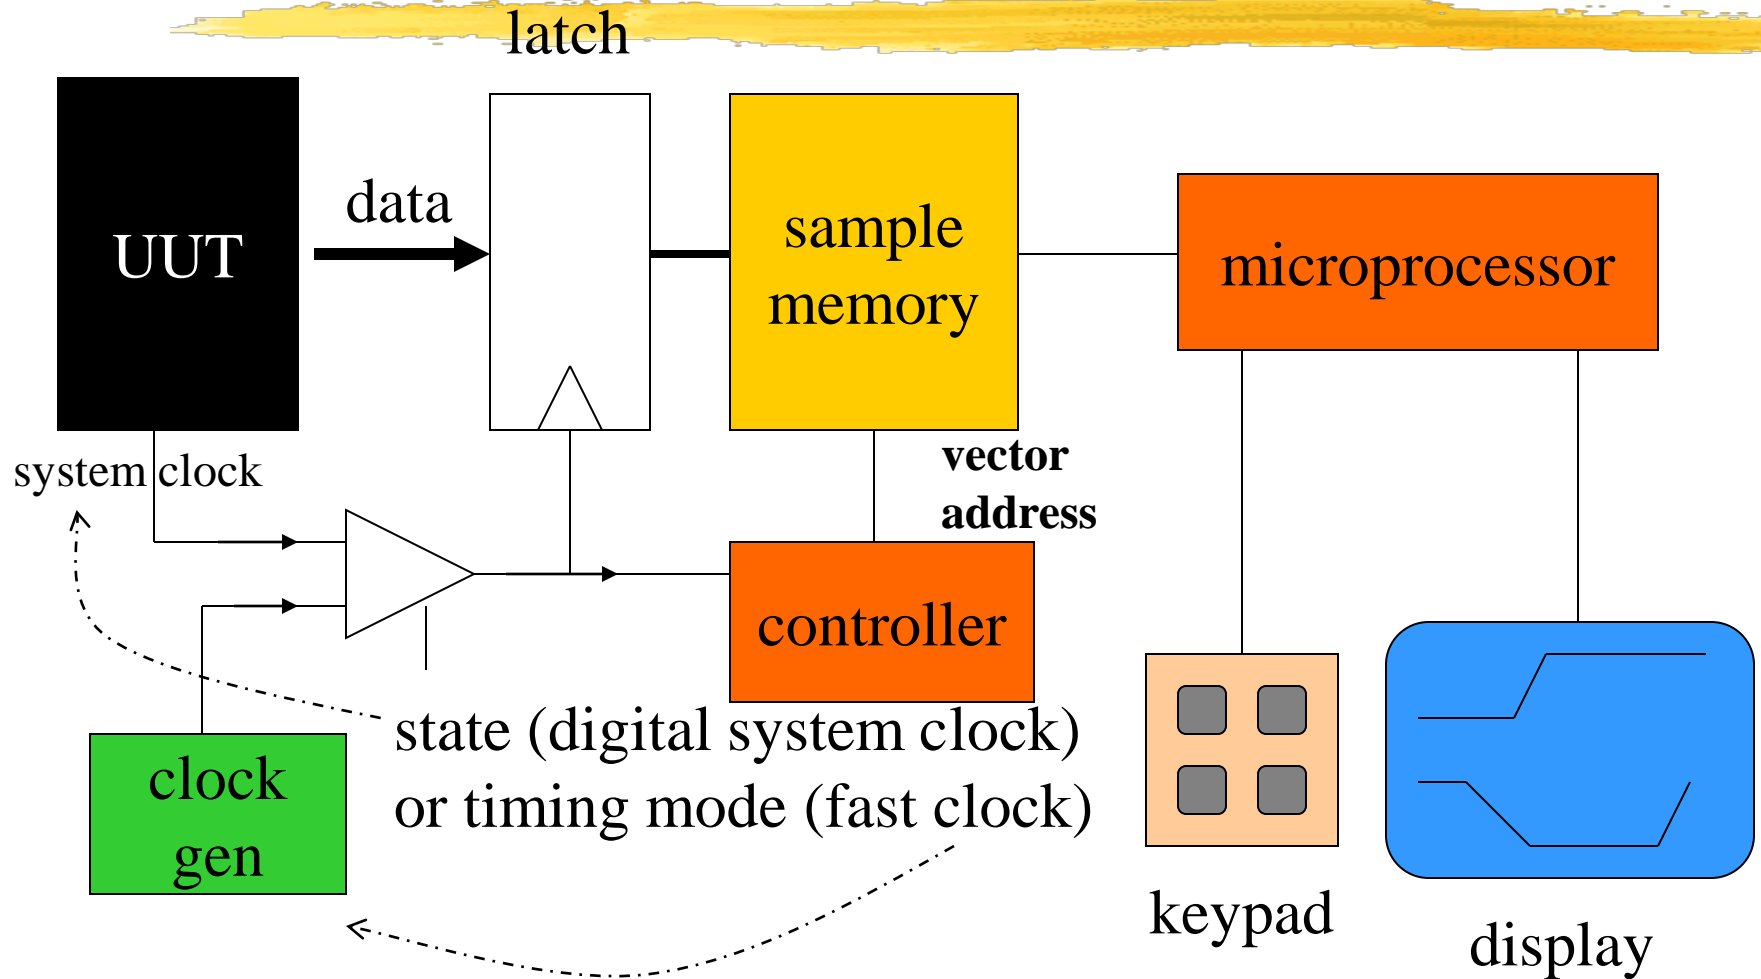 latch
UUT
data
sample
memory
microprocessor
system clock
vector
address
controller
state (digital system clock)
or timing mode (fast clock)
clock
gen
keypad
display